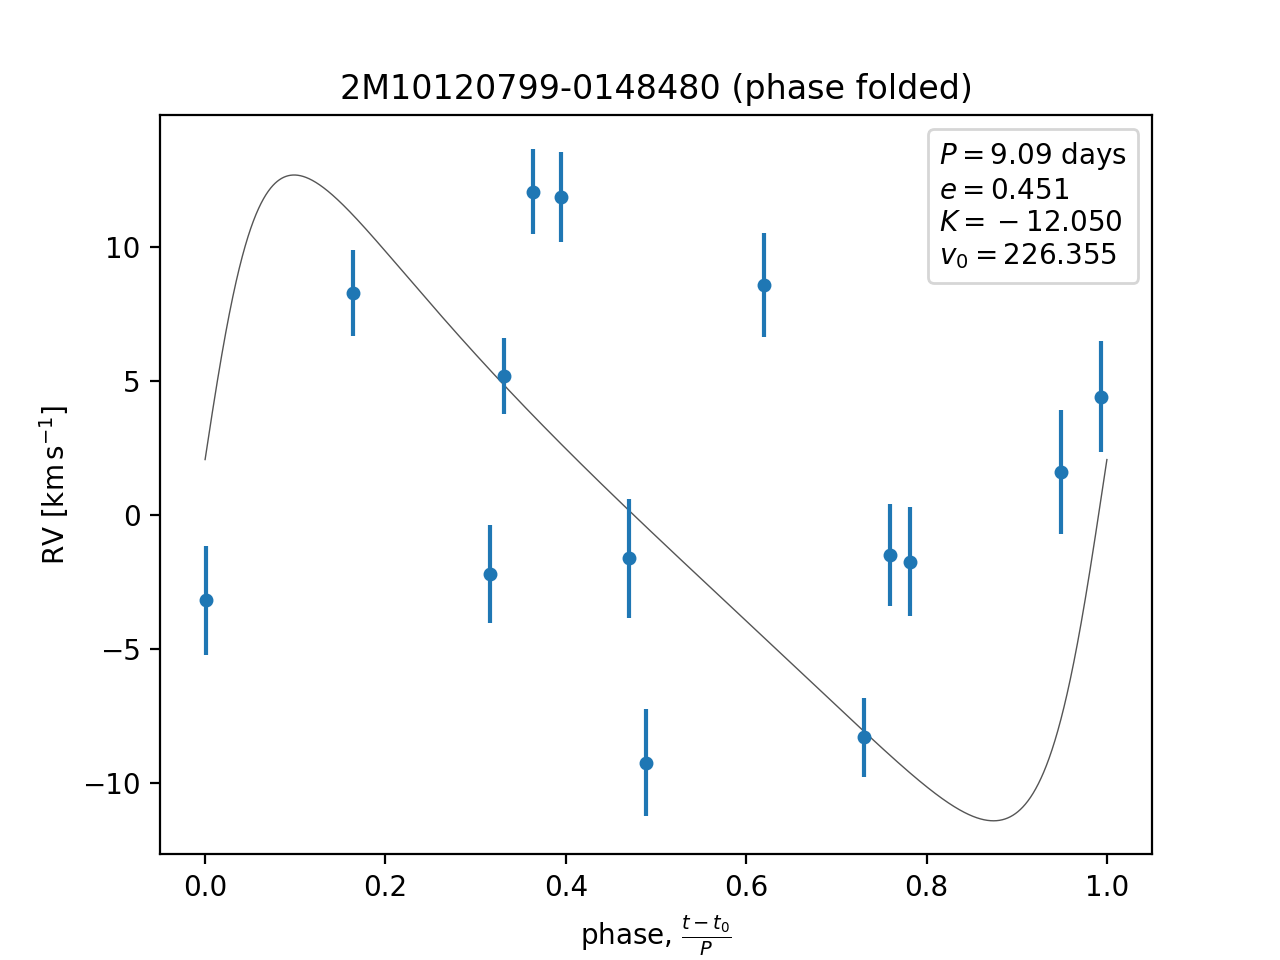 2M10120799-0148480 (phase folded)
P = 9.09 days
e = 0.451
K = −12.050
v₀ = 226.355
RV [km s⁻¹]
10
5
0
−5
−10
0.0 0.2 0.4 0.6 0.8 1.0
phase, (t − t₀)/P